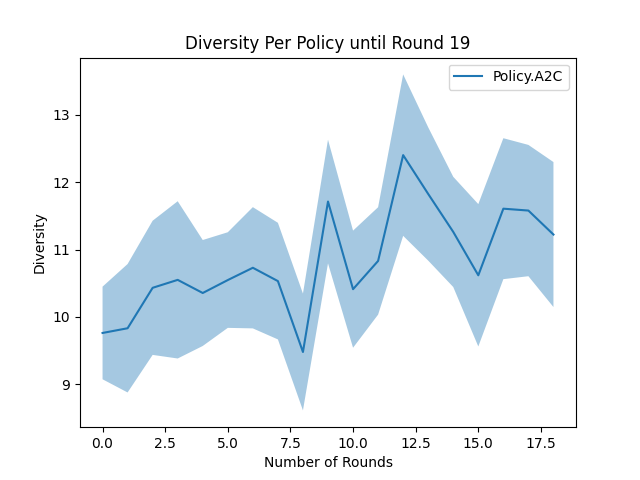 Diversity Per Policy until Round 19
Policy.A2C
13
12
11
10
9
Diversity
0.0 2.5 5.0 7.5 10.0 12.5 15.0 17.5
Number of Rounds